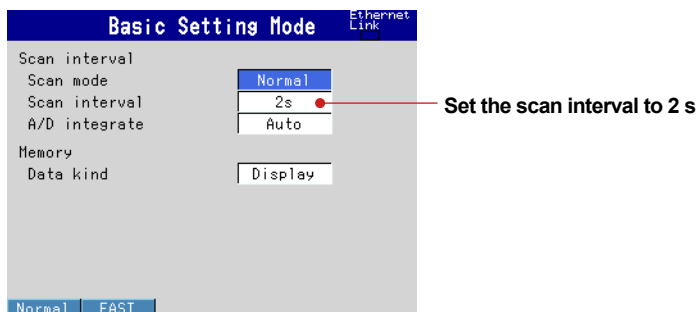 Basic Setting Mode
Ethernet
Link
Scan interval
Scan mode Normal
Scan interval 2s
Set the scan interval to 2 s
A/D integrate Auto
Memory
Data kind Display
Normal FAST